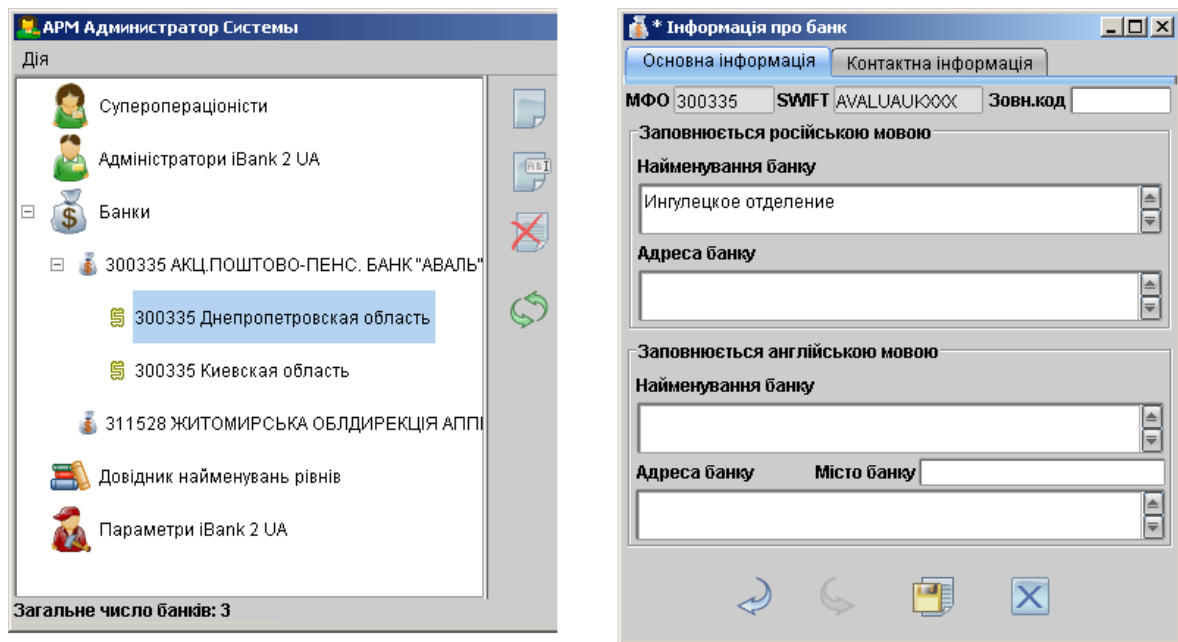 АРМ Администратор Системы
Дія
Суперопераціоністи
Адміністратори iBank 2 UA
Банки
300335 АКЦ.ПОШТОВО-ПЕНС. БАНК "АВАЛЬ"
300335 Днепропетровская область
300335 Киевская область
311528 ЖИТОМИРСЬКА ОБЛДИРЕКЦІЯ АППІ
Довідник найменувань рівнів
Параметри iBank 2 UA
Загальне число банків: 3
* Інформація про банк
Основна інформація Контактна інформація
МФО 300335 SWIFT AVALUAUKXXX Зовн.код
Заповнюється російською мовою
Найменування банку
Ингулецкое отделение
Адреса банку
Заповнюється англійською мовою
Найменування банку
Адреса банку Місто банку